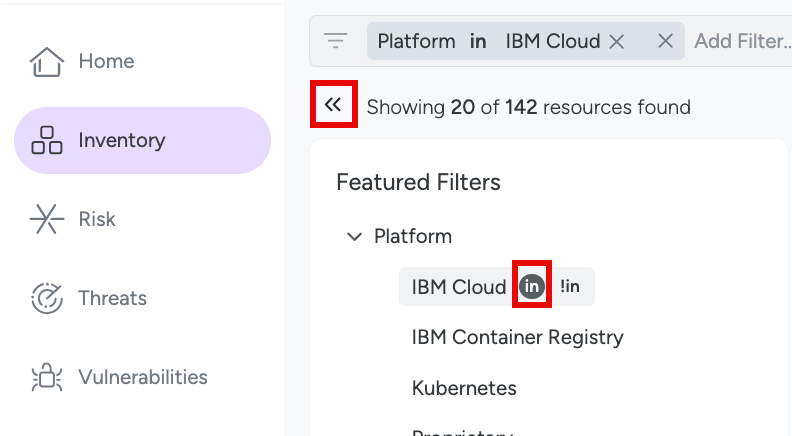 Home
Inventory
Risk
Threats
Vulnerabilities
Platform in IBM Cloud Add Filter..
Showing 20 of 142 resources found
Featured Filters
Platform
IBM Cloud in !in
IBM Container Registry
Kubernetes